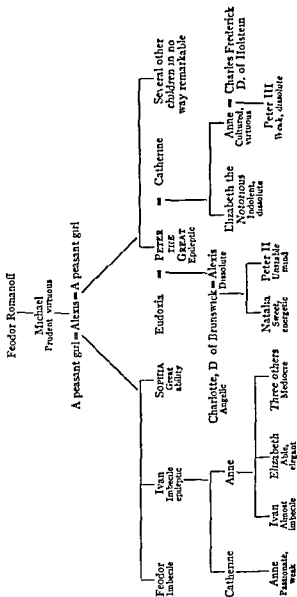 Feodor Romanoff
Michael
Prudent virtuous
A peasant girl = Alexis = A peasant girl
Feodor
Imbecile
Ivan
Imbecile
epileptic
SOPHIA
Great
ability
Eudoxia = PETER THE GREAT = Catherine
Epileptic
Several other
children in no
way remarkable
Catherine
Anne
Charlotte, D of Brunswick = Alexis
Angelic
Dissolute
Elizabeth the
Notorious
Indolent,
dissolute
Anne = Charles Frederick
Cultured,
virtuous
D. of Holstein
Anne
Passionate,
weak
Ivan
Almost
imbecile
Elizabeth
Able,
elegant
Three others
Mediocre
Natalia
Sweet,
energetic
Peter II
Unstable
mind
Peter III
Weak, dissolute